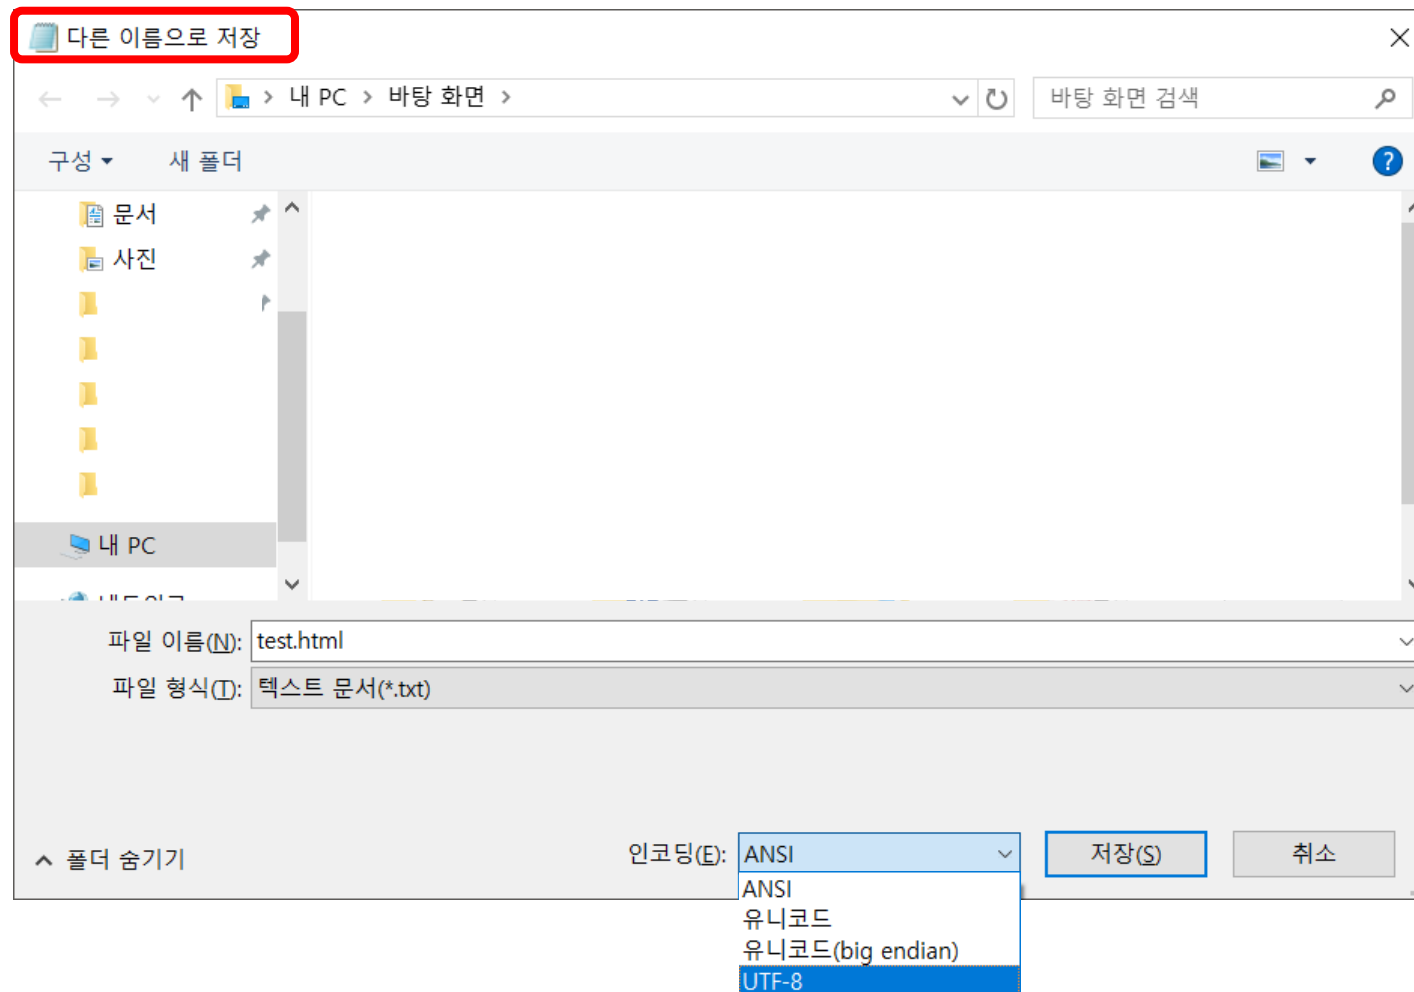 다른 이름으로 저장
내 PC > 바탕 화면 >
바탕 화면 검색
구성
새 폴더
?
문서
사진
내 PC
파일 이름(N): test.html
파일 형식(T): 텍스트 문서(*.txt)
폴더 숨기기
인코딩(E): ANSI
저장(S)
취소
ANSI
유니코드
유니코드(big endian)
UTF-8